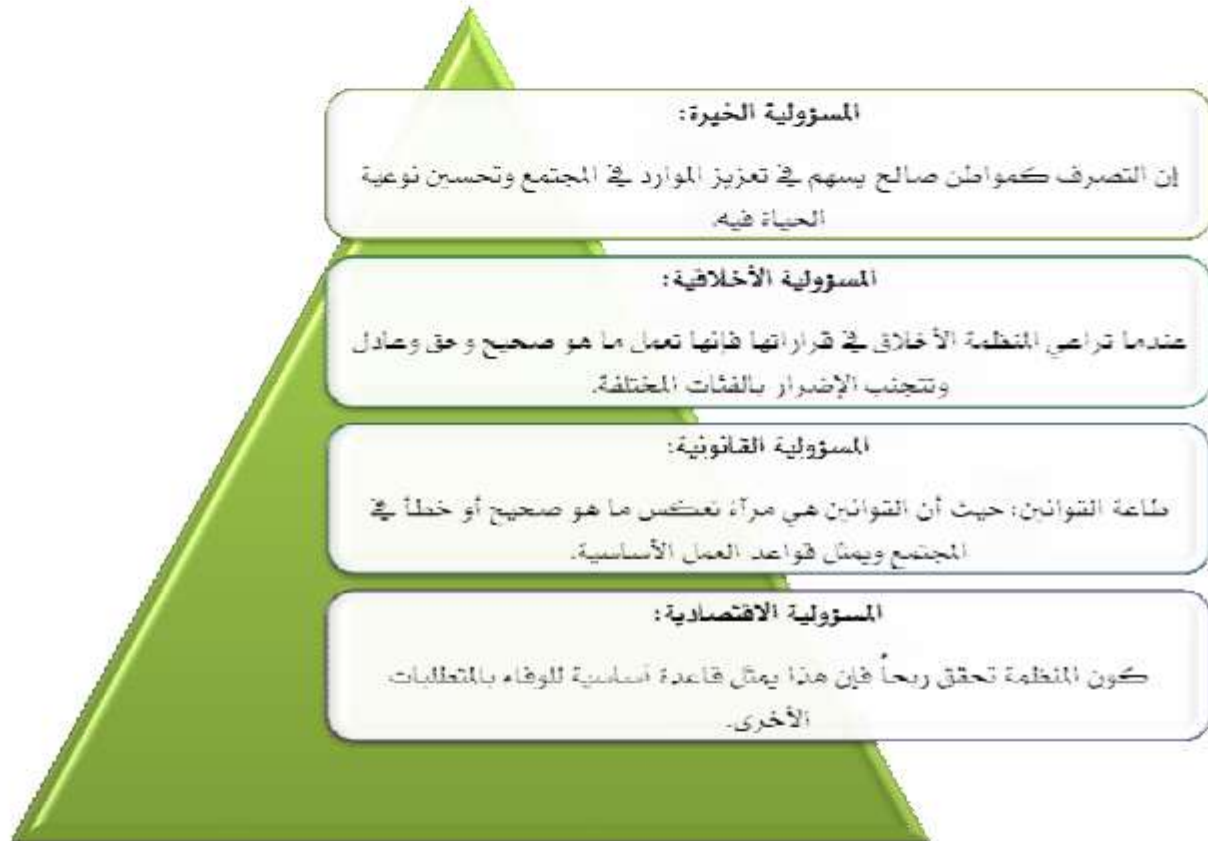 المسؤولية الخيرة:
إن التصرف كمواطن صالح يسهم في تعزيز الموارد في المجتمع وتحسين نوعية
الحياة فيه.
المسؤولية الأخلاقية:
عندما تراعي المنظمة الأخلاق في قراراتها فإنها تعمل ما هو صحيح وحق وعادل
وتتجنب الإضرار بالفئات المختلفة.
المسؤولية القانونية:
طاعة القوانين: حيث أن القوانين هي مرآة تعكس ما هو صحيح أو خطأ في
المجتمع ويمثل قواعد العمل الأساسية.
المسؤولية الاقتصادية:
كون المنظمة تحقق ربحاً فإن هذا يمثل قاعدة أساسية للوفاء بالمتطلبات
الأخرى.